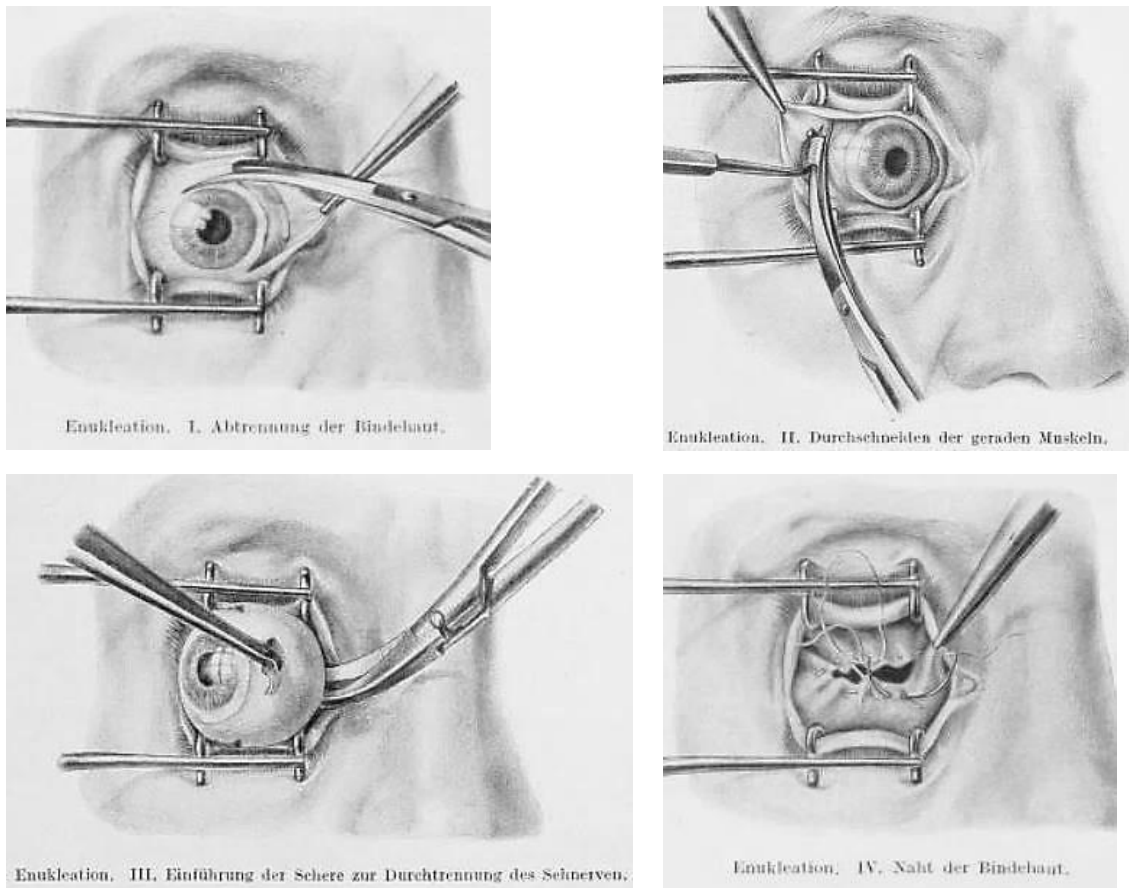 Enukleation. I. Abtrennung der Bindehaut.
Enukleation. II. Durchschneiden der geraden Muskeln.
Enukleation. III. Einführung der Schere zur Durchtrennung des Sehnerven.
Enukleation. IV. Naht der Bindehaut.